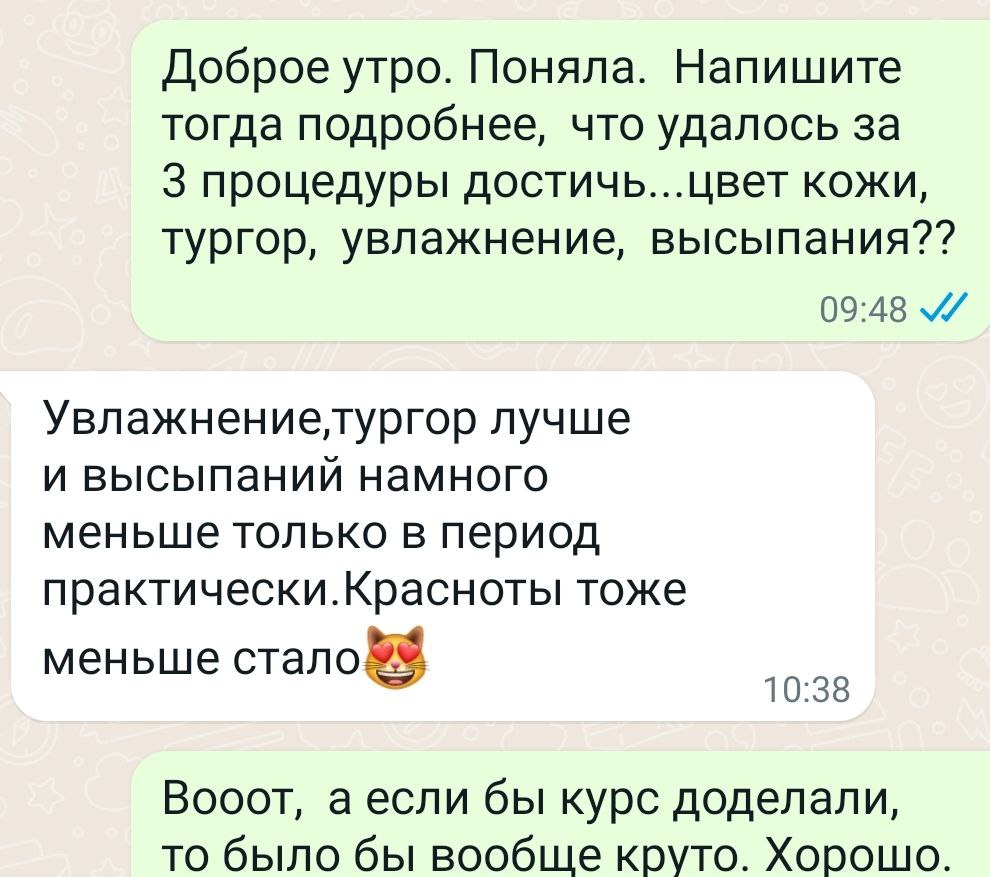 Доброе утро. Поняла.  Напишите
тогда подробнее,  что удалось за
3 процедуры достичь...цвет кожи,
тургор,  увлажнение,  высыпания??
09:48
Увлажнение,тургор лучше
и высыпаний намного
меньше только в период
практически.Красноты тоже
меньше стало😻
10:38
Вооот,  а если бы курс доделали,
то было бы вообще круто. Хорошо.